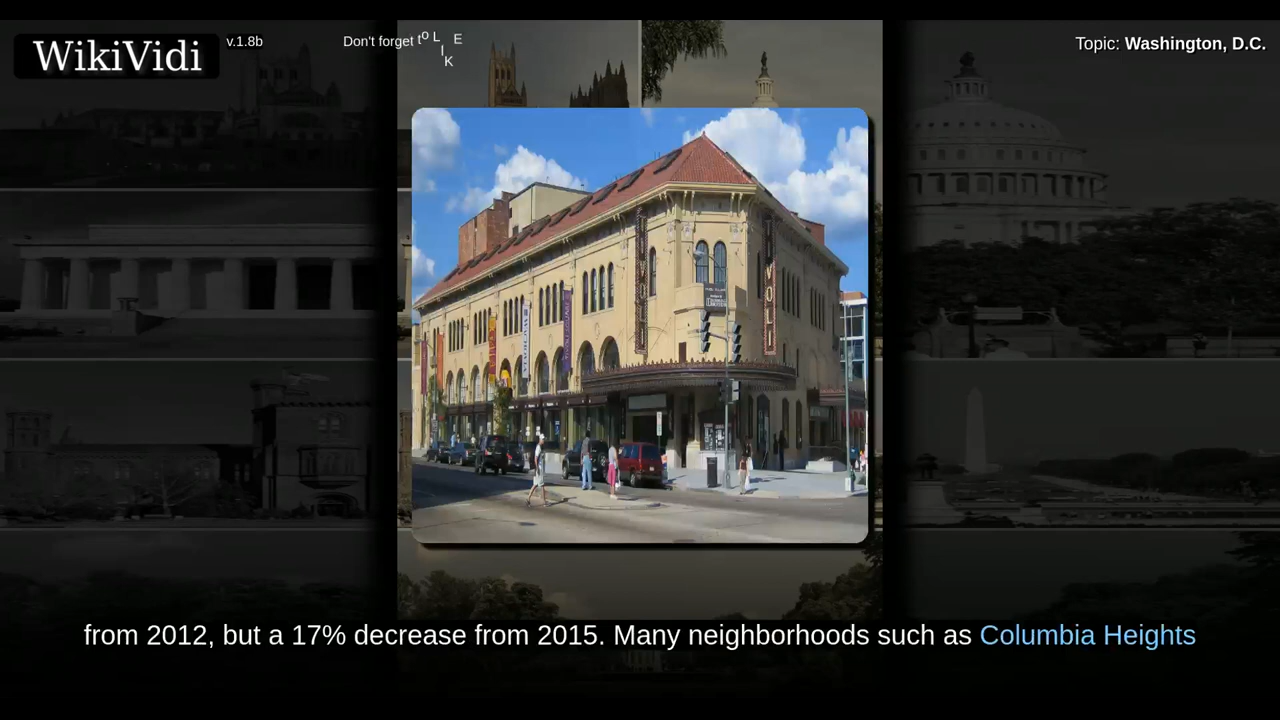 WikiVidi
v.1.8b
Don't forget to LIKE
Topic: Washington, D.C.
TIVOLI
from 2012, but a 17% decrease from 2015. Many neighborhoods such as Columbia Heights